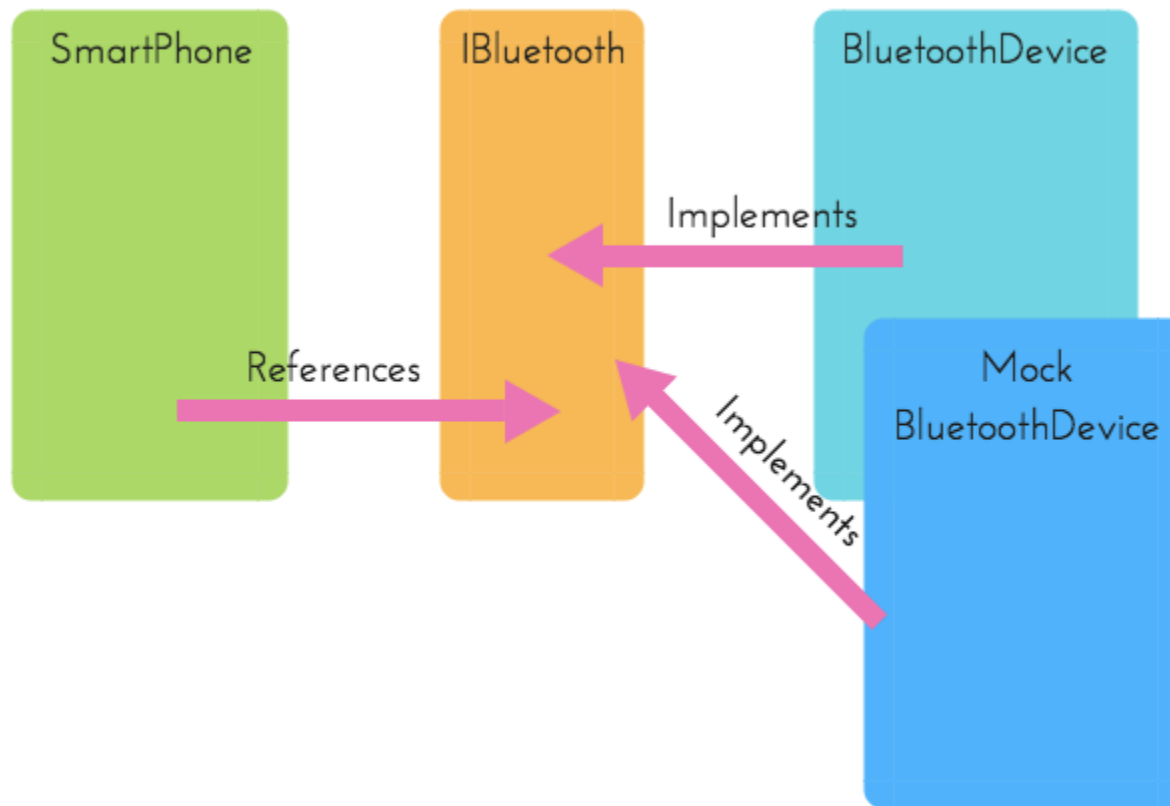 SmartPhone
IBluetooth
BluetoothDevice
Implements
References
Implements
Mock
BluetoothDevice